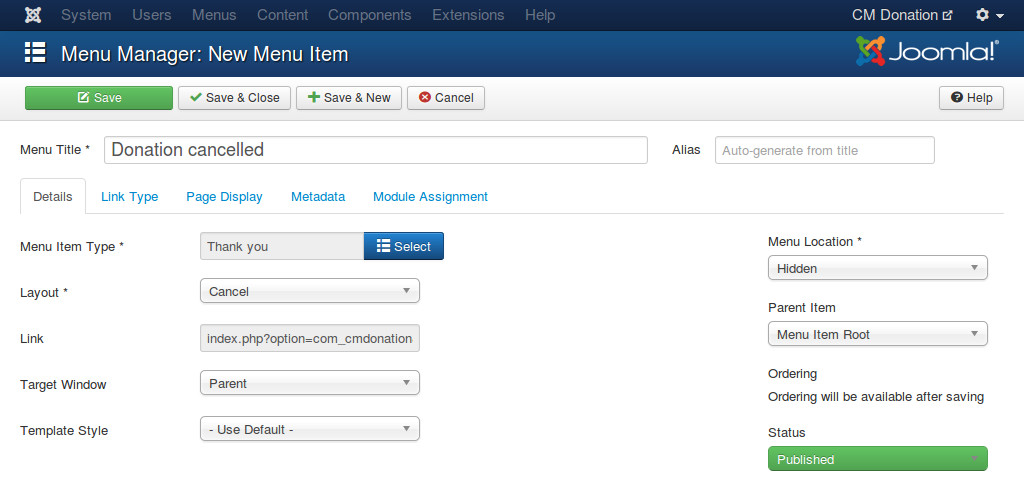 System Users Menus Content Components Extensions Help CM Donation
Menu Manager: New Menu Item Joomla!®
Save Save & Close Save & New Cancel Help
Menu Title * Donation cancelled Alias Auto-generate from title
Details Link Type Page Display Metadata Module Assignment
Menu Item Type * Thank you Select
Layout * Cancel
Link index.php?option=com_cmdonation
Target Window Parent
Template Style - Use Default -
Menu Location *
Hidden
Parent Item
Menu Item Root
Ordering
Ordering will be available after saving
Status
Published